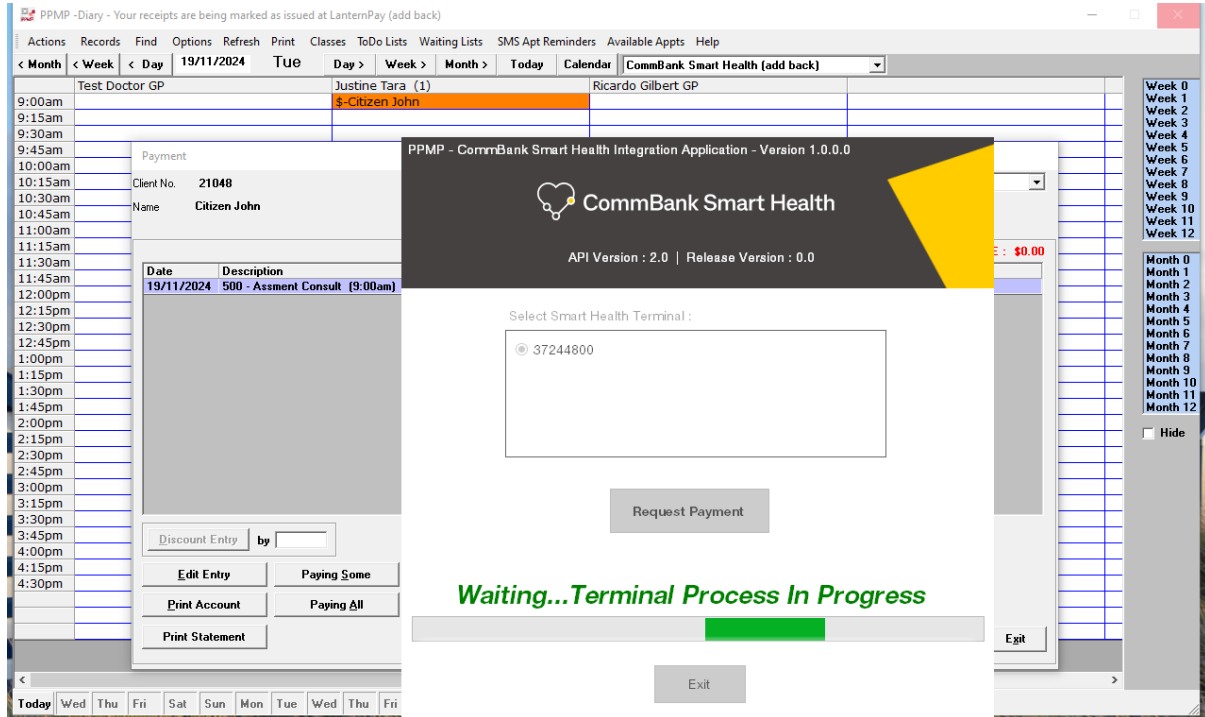 PPMP -Diary - Your receipts are being marked as issued at LanternPay (add back)
Actions Records Find Options Refresh Print Classes ToDo Lists Waiting Lists SMS Apt Reminders Available Appts Help
< Month < Week < Day 19/11/2024 Tue Day > Week > Month > Today Calendar CommBank Smart Health (add back)
Test Doctor GP Justine Tara (1) Ricardo Gilbert GP
9:00am $-Citizen John
9:15am
9:30am
9:45am
10:00am
10:15am
10:30am
10:45am
11:00am
11:15am
11:30am
11:45am
12:00pm
12:15pm
12:30pm
12:45pm
1:00pm
1:15pm
1:30pm
1:45pm
2:00pm
2:15pm
2:30pm
2:45pm
3:00pm
3:15pm
3:30pm
3:45pm
4:00pm
4:15pm
4:30pm
Payment
Client No. 21048
Name Citizen John
: $0.00
Date Description
19/11/2024 500 - Assment Consult (9:00am)
Discount Entry by
Edit Entry Paying Some
Print Account Paying All
Print Statement
Exit
PPMP - CommBank Smart Health Integration Application - Version 1.0.0.0
CommBank Smart Health
API Version : 2.0 | Release Version : 0.0
Select Smart Health Terminal :
37244800
Request Payment
Waiting...Terminal Process In Progress
Exit
Week 0
Week 1
Week 2
Week 3
Week 4
Week 5
Week 6
Week 7
Week 8
Week 9
Week 10
Week 11
Week 12
Month 0
Month 1
Month 2
Month 3
Month 4
Month 5
Month 6
Month 7
Month 8
Month 9
Month 10
Month 11
Month 12
Hide
Today Wed Thu Fri Sat Sun Mon Tue Wed Thu Fri